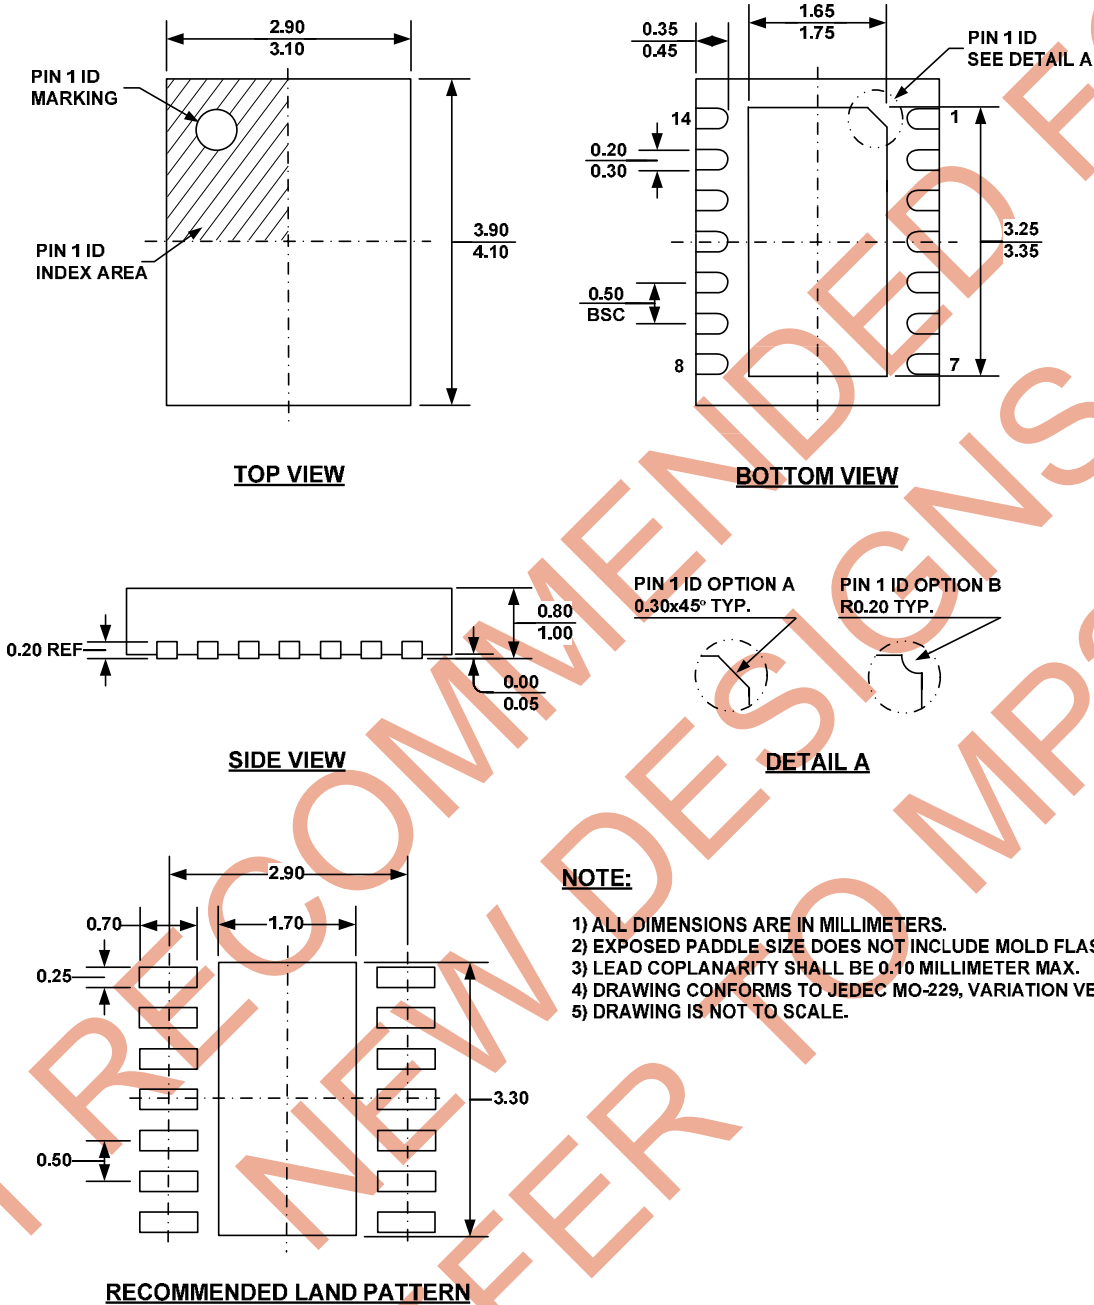 2.90
3.10
PIN 1 ID
MARKING
PIN 1 ID
INDEX AREA
3.90
4.10
TOP VIEW
1.65
1.75
0.35
0.45
PIN 1 ID
SEE DETAIL A
14
1
0.20
0.30
3.25
3.35
0.50
BSC
8
7
BOTTOM VIEW
0.20 REF
0.80
1.00
0.00
0.05
SIDE VIEW
PIN 1 ID OPTION A
0.30x45° TYP.
PIN 1 ID OPTION B
R0.20 TYP.
DETAIL A
2.90
0.70
1.70
0.25
3.30
0.50
RECOMMENDED LAND PATTERN
NOTE:
1) ALL DIMENSIONS ARE IN MILLIMETERS.
2) EXPOSED PADDLE SIZE DOES NOT INCLUDE MOLD
3) LEAD COPLANARITY SHALL BE 0.10 MILLIMETER MAX.
4) DRAWING CONFORMS TO JEDEC MO-229, VARIATION
5) DRAWING IS NOT TO SCALE.
RECOMMENDED
NEW DESIGNS
TO MPS